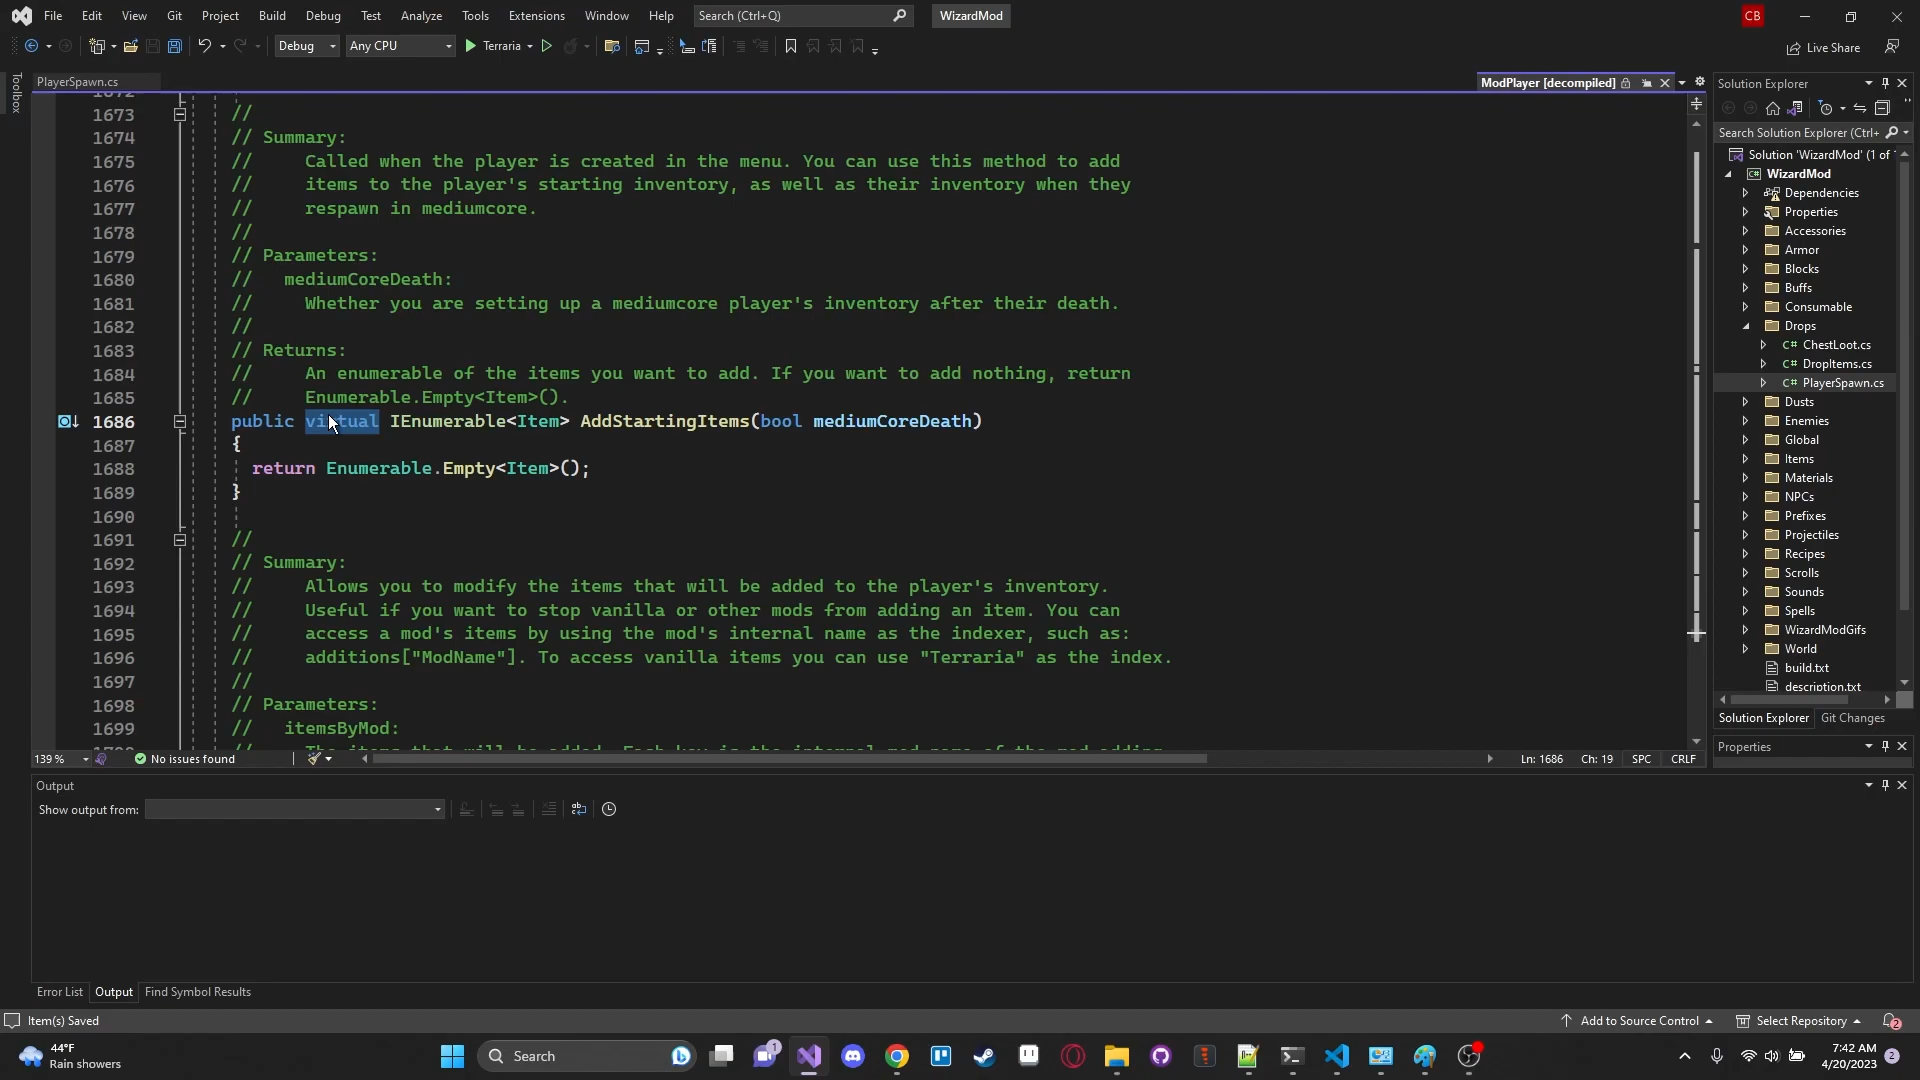 File Edit View Git Project Build Debug Test Analyze Tools Extensions Window Help Search (Ctrl+Q) WizardMod CB
Debug Any CPU Terraria Live Share
Toolbox
PlayerSpawn.cs ModPlayer [decompiled]
1673 //
1674 // Summary:
1675 // Called when the player is created in the menu. You can use this method to add
1676 // items to the player's starting inventory, as well as their inventory when they
1677 // respawn in mediumcore.
1678 //
1679 // Parameters:
1680 // mediumCoreDeath:
1681 // Whether you are setting up a mediumcore player's inventory after their death.
1682 //
1683 // Returns:
1684 // An enumerable of the items you want to add. If you want to add nothing, return
1685 // Enumerable.Empty<Item>().
1686 public virtual IEnumerable<Item> AddStartingItems(bool mediumCoreDeath)
1687 {
1688 return Enumerable.Empty<Item>();
1689 }
1690
1691 //
1692 // Summary:
1693 // Allows you to modify the items that will be added to the player's inventory.
1694 // Useful if you want to stop vanilla or other mods from adding an item. You can
1695 // access a mod's items by using the mod's internal name as the indexer, such as:
1696 // additions["ModName"]. To access vanilla items you can use "Terraria" as the index.
1697 //
1698 // Parameters:
1699 // itemsByMod:
139 % No issues found Ln: 1686 Ch: 19 SPC CRLF
Solution Explorer
Search Solution Explorer (Ctrl+
Solution 'WizardMod' (1 of
WizardMod
Dependencies
Properties
Accessories
Armor
Blocks
Buffs
Consumable
Drops
C# ChestLoot.cs
C# DropItems.cs
C# PlayerSpawn.cs
Dusts
Enemies
Global
Items
Materials
NPCs
Prefixes
Projectiles
Recipes
Scrolls
Sounds
Spells
WizardModGifs
World
build.txt
description.txt
Solution Explorer Git Changes
Properties
Output
Show output from:
Error List Output Find Symbol Results
Item(s) Saved Add to Source Control Select Repository 2
44°F
Rain showers
Search
1
7:42 AM
4/20/2023
2